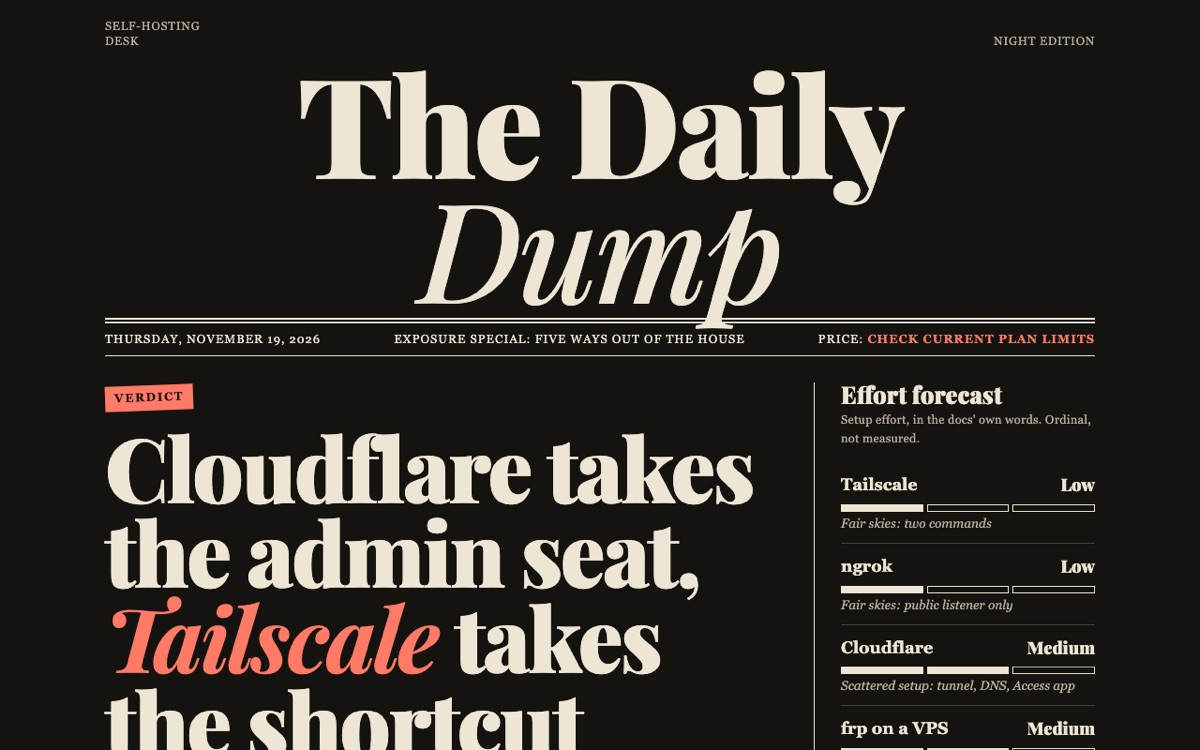 SELF-HOSTING
DESK
NIGHT EDITION
The Daily
Dump
THURSDAY, NOVEMBER 19, 2026
EXPOSURE SPECIAL: FIVE WAYS OUT OF THE HOUSE
PRICE: CHECK CURRENT PLAN LIMITS
VERDICT
Cloudflare takes
the admin seat,
Tailscale takes
the shortcut
Effort forecast
Setup effort, in the docs' own words. Ordinal,
not measured.
Tailscale
Low
Fair skies: two commands
ngrok
Low
Fair skies: public listener only
Cloudflare
Medium
Scattered setup: tunnel, DNS, Access app
frp on a VPS
Medium